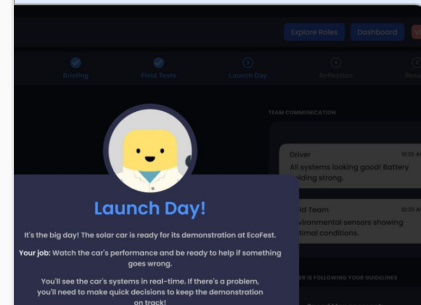 Explore Roles
Dashboard
Briefing
Field Tests
Launch Day
Reflection
TEAM COMMUNICATION
Driver
All systems looking good! Battery
strong.
Team
sensors showing
conditions.
IS FOLLOWING YOUR GUIDELINES
Launch Day!
It's the big day! The solar car is ready for its demonstration at EcoFest.
Your job: Watch the car's performance and be ready to help if something
goes wrong.
You'll see the car's systems in real-time. If there's a problem,
you'll need to make quick decisions to keep the demonstration
on track!